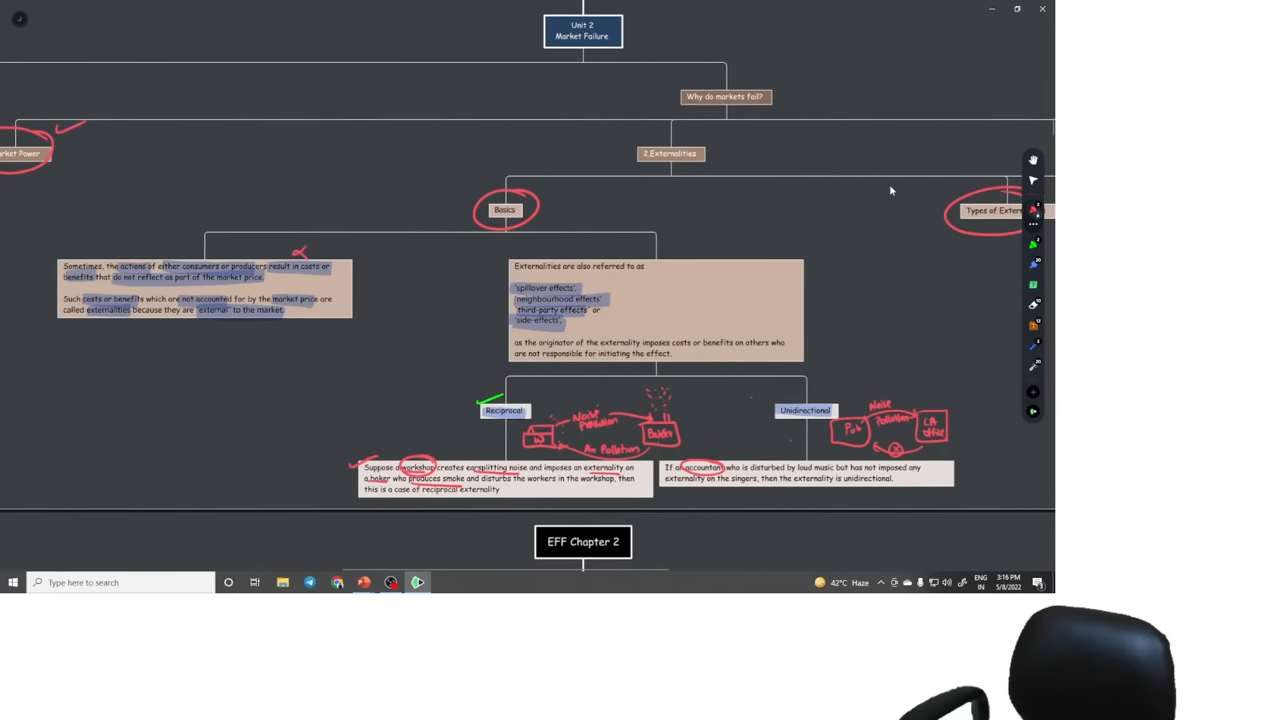 Unit 2
Market Failure
Why do markets fail?
Market Power
2.Externalities
Basics
Types of Extern
Sometimes, the actions of either consumers or producers result in costs or
benefits that do not reflect as part of the market price.
Such costs or benefits which are not accounted for by the market price are
called externalities because they are "external" to the market.
Externalities are also referred to as
'spillover effects',
'neighbourhood effects'
'third-party effects' or
'side-effects',
as the originator of the externality imposes costs or benefits on others who
are not responsible for initiating the effect.
Reciprocal
Noise
Pollution
W
Baker
Air Pollution
Unidirectional
Noise
Pollution
Pub
CA
office
Suppose a workshop creates earsplitting noise and imposes an externality on
a baker who produces smoke and disturbs the workers in the workshop, then
this is a case of reciprocal externality
If an accountant who is disturbed by loud music but has not imposed any
externality on the singers, then the externality is unidirectional.
EFF Chapter 2
Type here to search
42°C Haze
ENG
IN
3:16 PM
5/8/2022